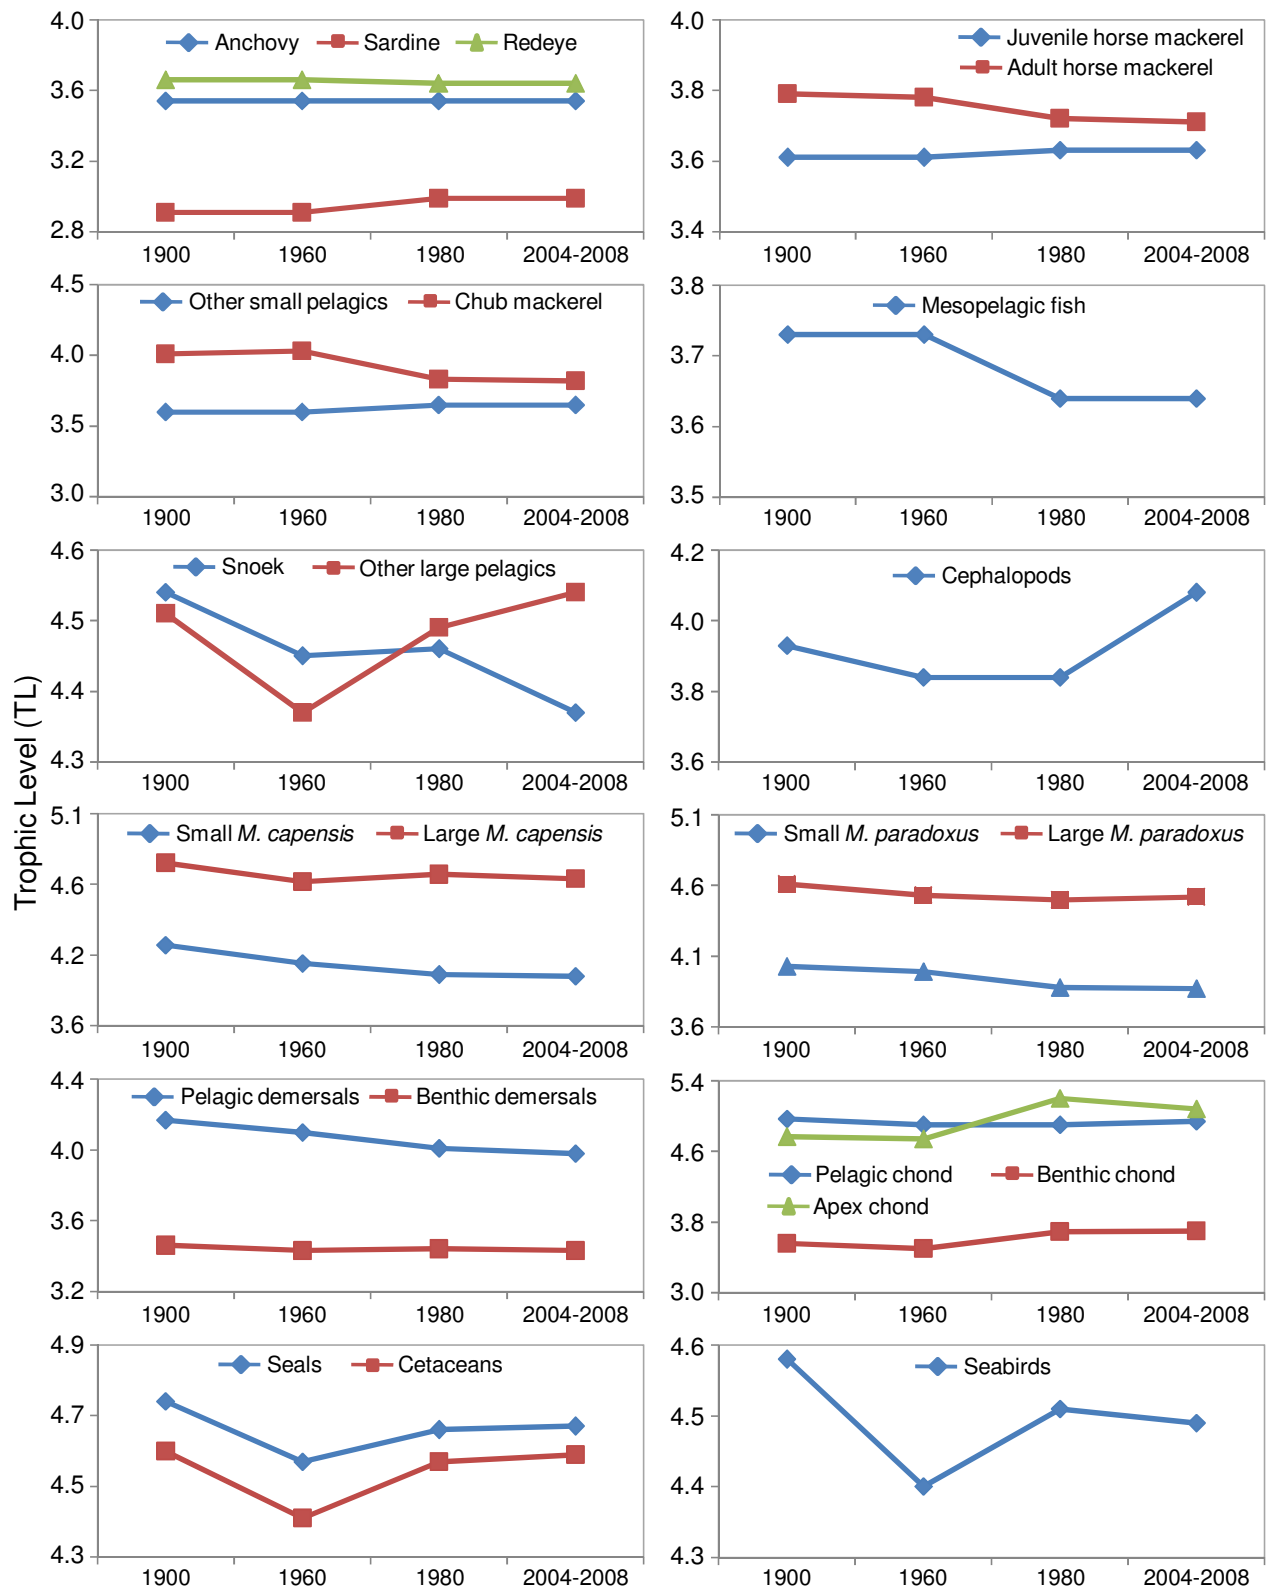 Trophic Level (TL)
4.0
3.6
3.2
2.8
Anchovy Sardine Redeye
1900 1960 1980 2004-2008
4.0
3.8
3.6
3.4
Juvenile horse mackerel
Adult horse mackerel
1900 1960 1980 2004-2008
4.5
4.0
3.5
3.0
Other small pelagics Chub mackerel
1900 1960 1980 2004-2008
3.8
3.7
3.6
3.5
Mesopelagic fish
1900 1960 1980 2004-2008
4.6
4.5
4.4
4.3
Snoek Other large pelagics
1900 1960 1980 2004-2008
4.2
4.0
3.8
3.6
Cephalopods
1900 1960 1980 2004-2008
5.1
4.6
4.2
3.6
Small M. capensis Large M. capensis
1900 1960 1980 2004-2008
5.1
4.6
4.1
3.6
Small M. paradoxus Large M. paradoxus
1900 1960 1980 2004-2008
4.4
4.0
3.6
3.2
Pelagic demersals Benthic demersals
1900 1960 1980 2004-2008
5.4
4.6
3.8
3.0
Pelagic chond Benthic chond
Apex chond
1900 1960 1980 2004-2008
4.9
4.7
4.5
4.3
Seals Cetaceans
1900 1960 1980 2004-2008
4.6
4.5
4.4
4.3
Seabirds
1900 1960 1980 2004-2008